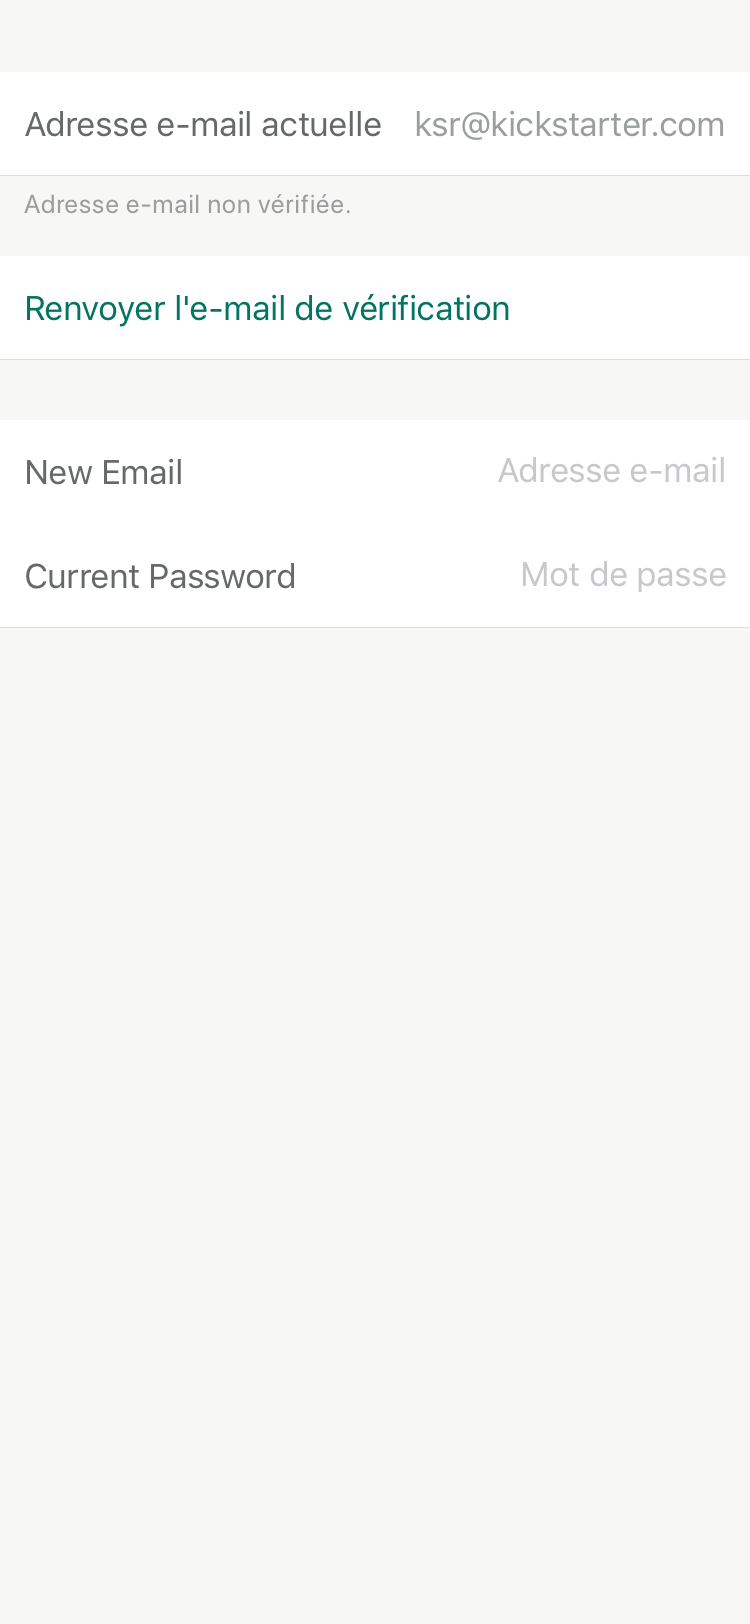 Adresse e-mail actuelle ksr@kickstarter.com
Adresse e-mail non vérifiée.
Renvoyer l'e-mail de vérification
New Email Adresse e-mail
Current Password Mot de passe